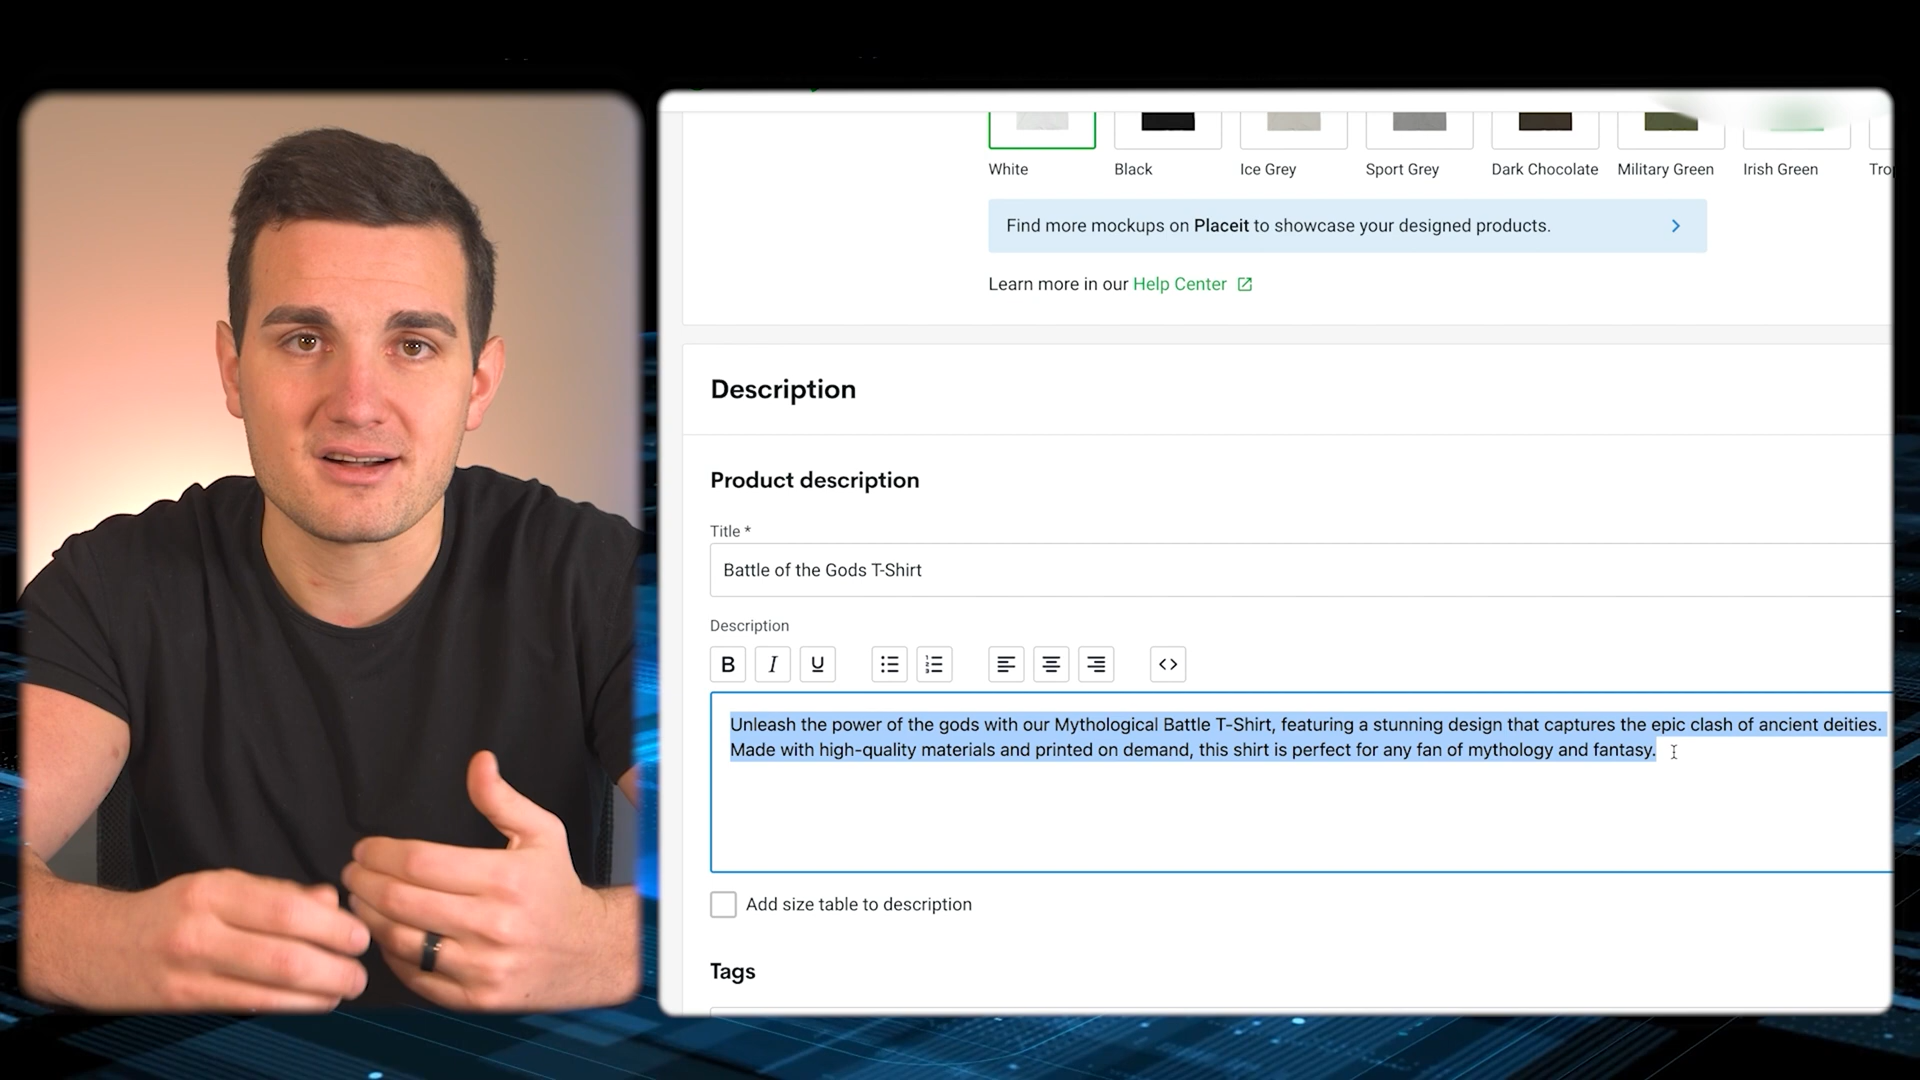 White Black Ice Grey Sport Grey Dark Chocolate Military Green Irish Green
Find more mockups on Placeit to showcase your designed products.
Learn more in our Help Center
Description
Product description
Title *
Battle of the Gods T-Shirt
Description
B I U
Unleash the power of the gods with our Mythological Battle T-Shirt, featuring a stunning design that captures the epic clash of ancient deities.
Made with high-quality materials and printed on demand, this shirt is perfect for any fan of mythology and fantasy.
Add size table to description
Tags